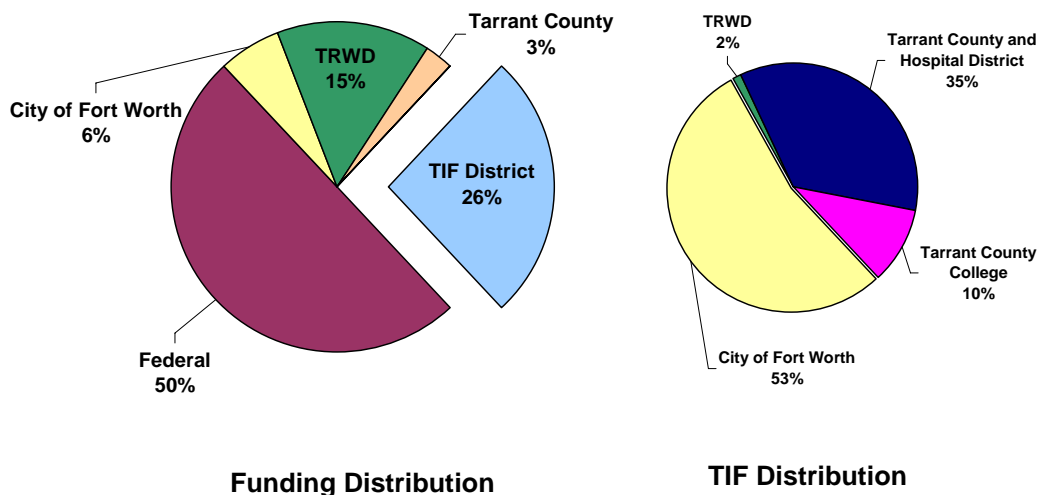 Tarrant County
3%
TRWD
15%
City of Fort Worth
6%
TIF District
26%
Federal
50%
Funding Distribution
TRWD
2%
Tarrant County and
Hospital District
35%
Tarrant County
College
10%
City of Fort Worth
53%
TIF Distribution